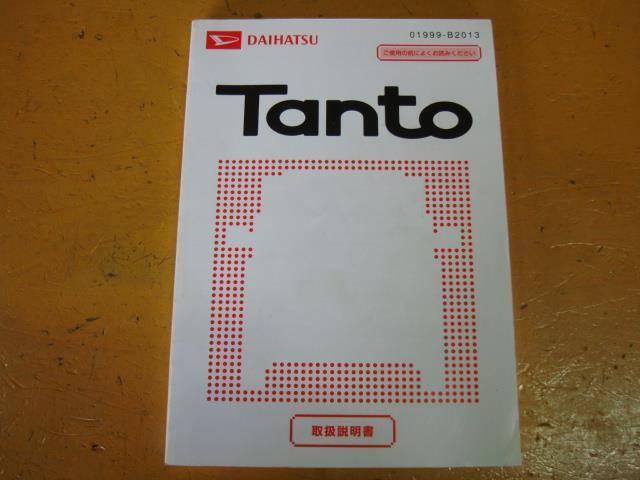 DAIHATSU
01999-B2013
ご使用の前によくお読みください
Tanto
取扱説明書